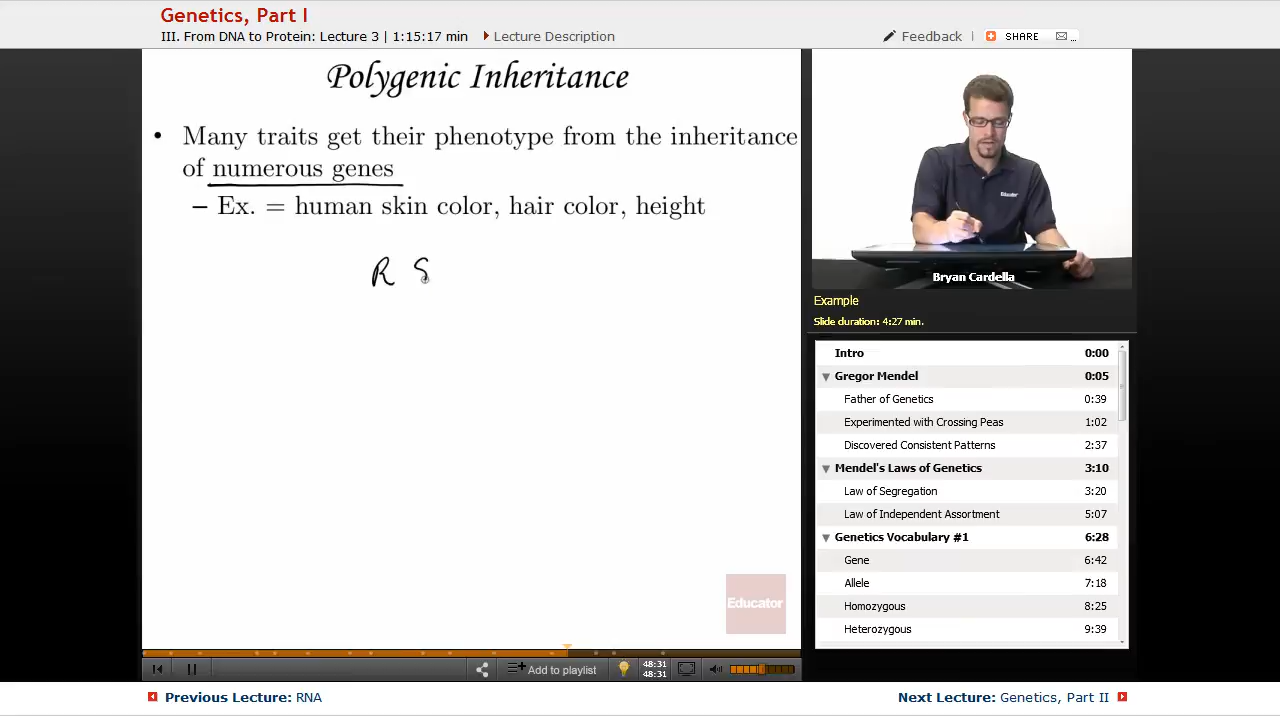 Genetics, Part I
III. From DNA to Protein: Lecture 3 | 1:15:17 min
Lecture Description
Feedback
SHARE
Polygenic Inheritance
• Many traits get their phenotype from the inheritance
of numerous genes
– Ex. = human skin color, hair color, height
R S
Educator
Educator
Bryan Cardella
Example
Slide duration: 4:27 min.
Intro 0:00
Gregor Mendel 0:05
Father of Genetics 0:39
Experimented with Crossing Peas 1:02
Discovered Consistent Patterns 2:37
Mendel's Laws of Genetics 3:10
Law of Segregation 3:20
Law of Independent Assortment 5:07
Genetics Vocabulary #1 6:28
Gene 6:42
Allele 7:18
Homozygous 8:25
Heterozygous 9:39
Add to playlist
48:31
48:31
Previous Lecture: RNA
Next Lecture: Genetics, Part II